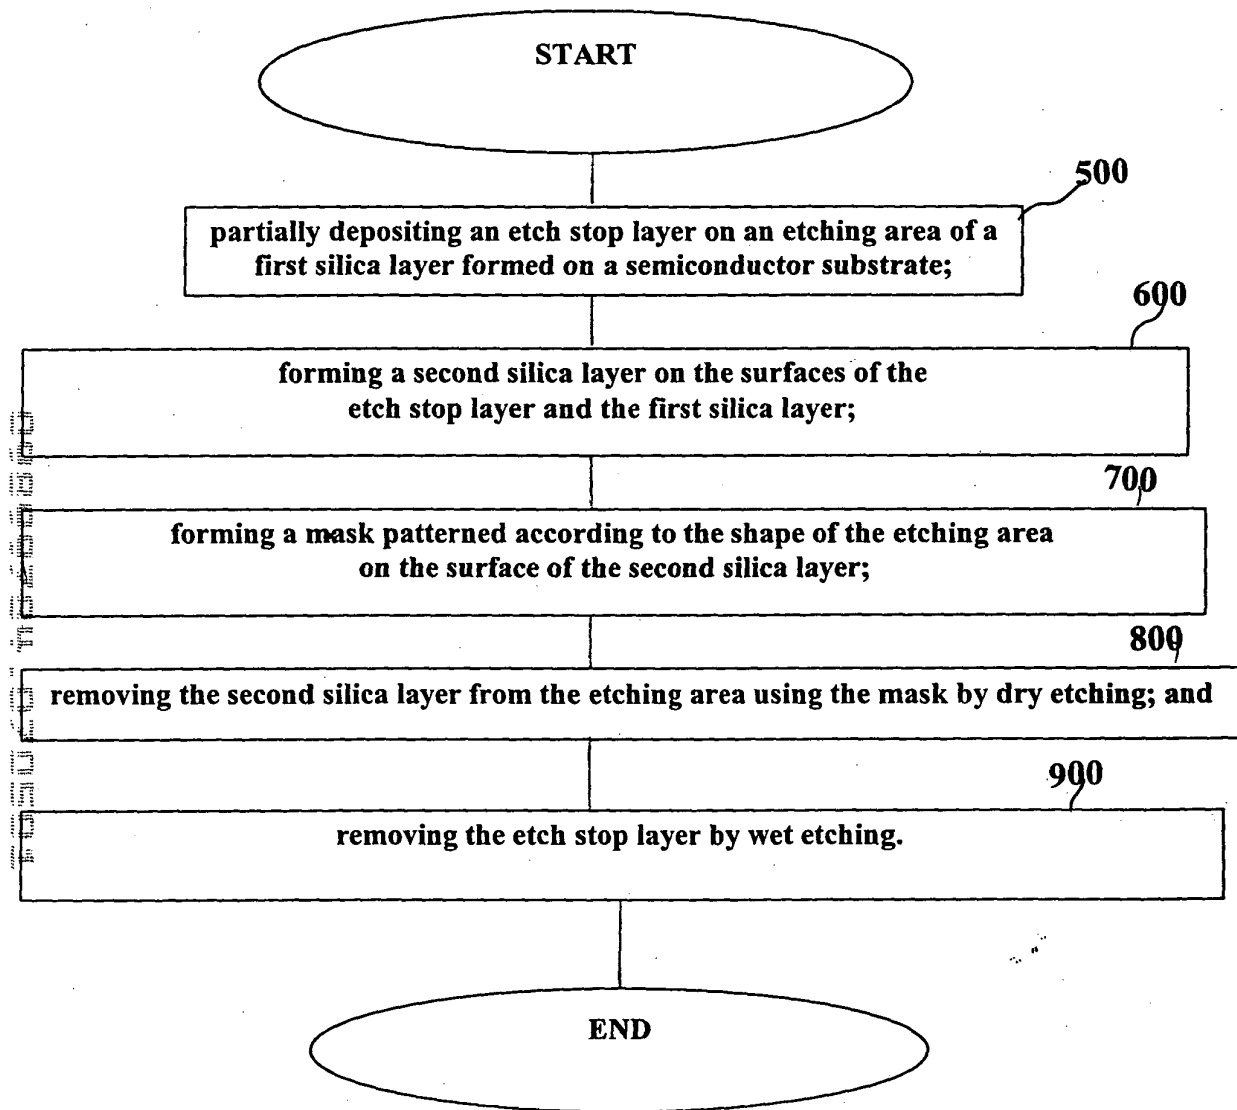 START
500
partially depositing an etch stop layer on an etching area of a
first silica layer formed on a semiconductor substrate;
600
forming a second silica layer on the surfaces of the
etch stop layer and the first silica layer;
700
forming a mask patterned according to the shape of the etching area
on the surface of the second silica layer;
800
removing the second silica layer from the etching area using the mask by dry etching; and
900
removing the etch stop layer by wet etching.
END